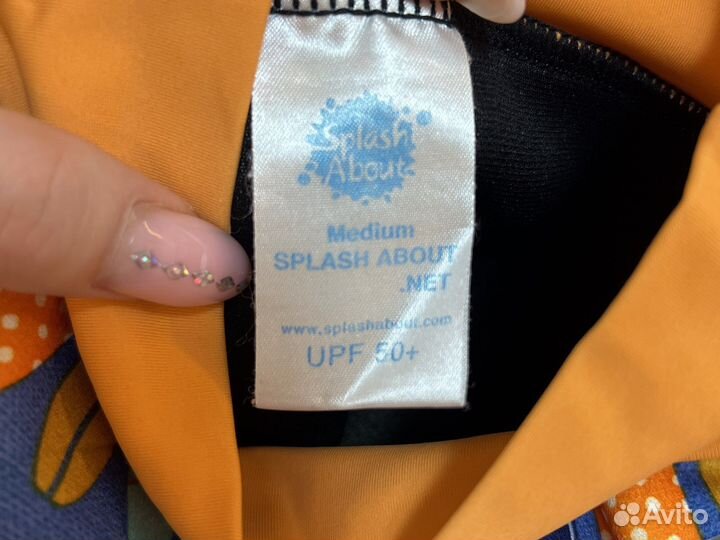 Splash
About
Medium
SPLASH ABOUT
.NET
www.splashabout.com
UPF 50+
Avito